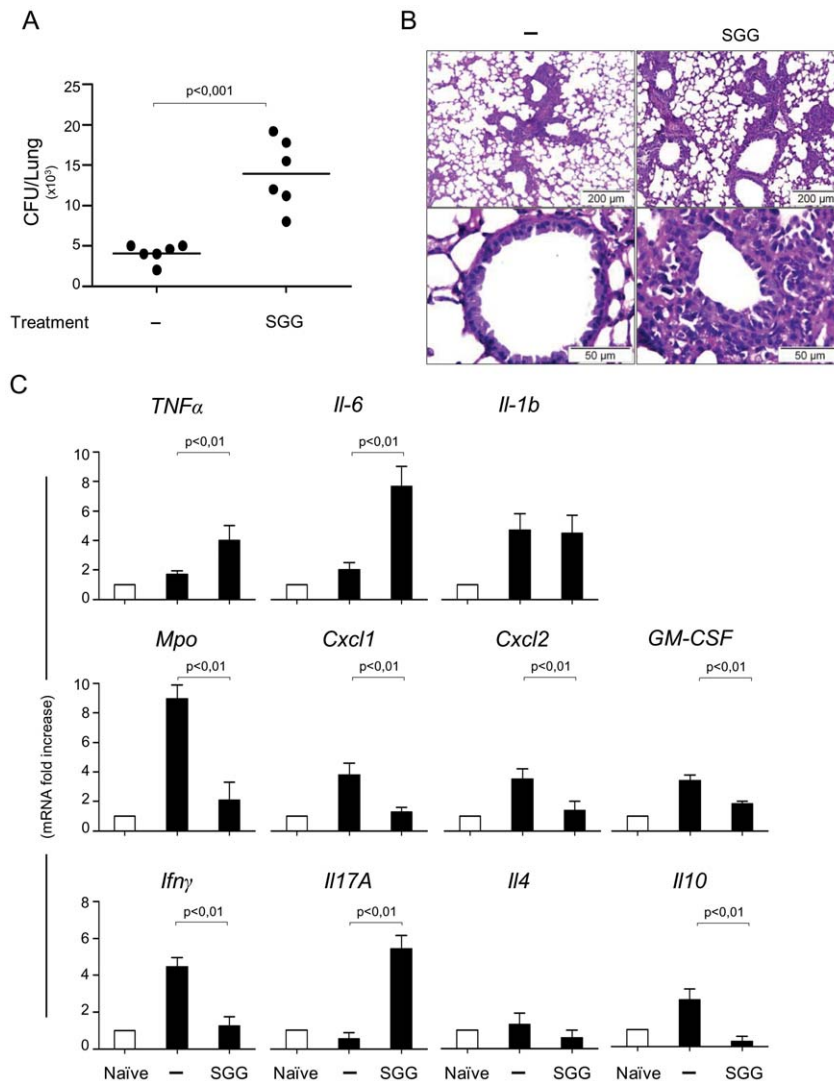 A
p<0,001
25
20
15
10
5
0
CFU/Lung
(x10³)
Treatment
–
SGG
B
–
SGG
200 µm
200 µm
50 µm
50 µm
C
(mRNA fold increase)
TNFα
Il-6
Il-1b
p<0,01
p<0,01
10
8
6
4
2
0
Mpo
Cxcl1
Cxcl2
GM-CSF
p<0,01
p<0,01
p<0,01
p<0,01
10
8
6
4
2
0
Ifnγ
Il17A
Il4
Il10
p<0,01
p<0,01
p<0,01
8
6
4
2
0
Naïve – SGG
Naïve – SGG
Naïve – SGG
Naïve – SGG